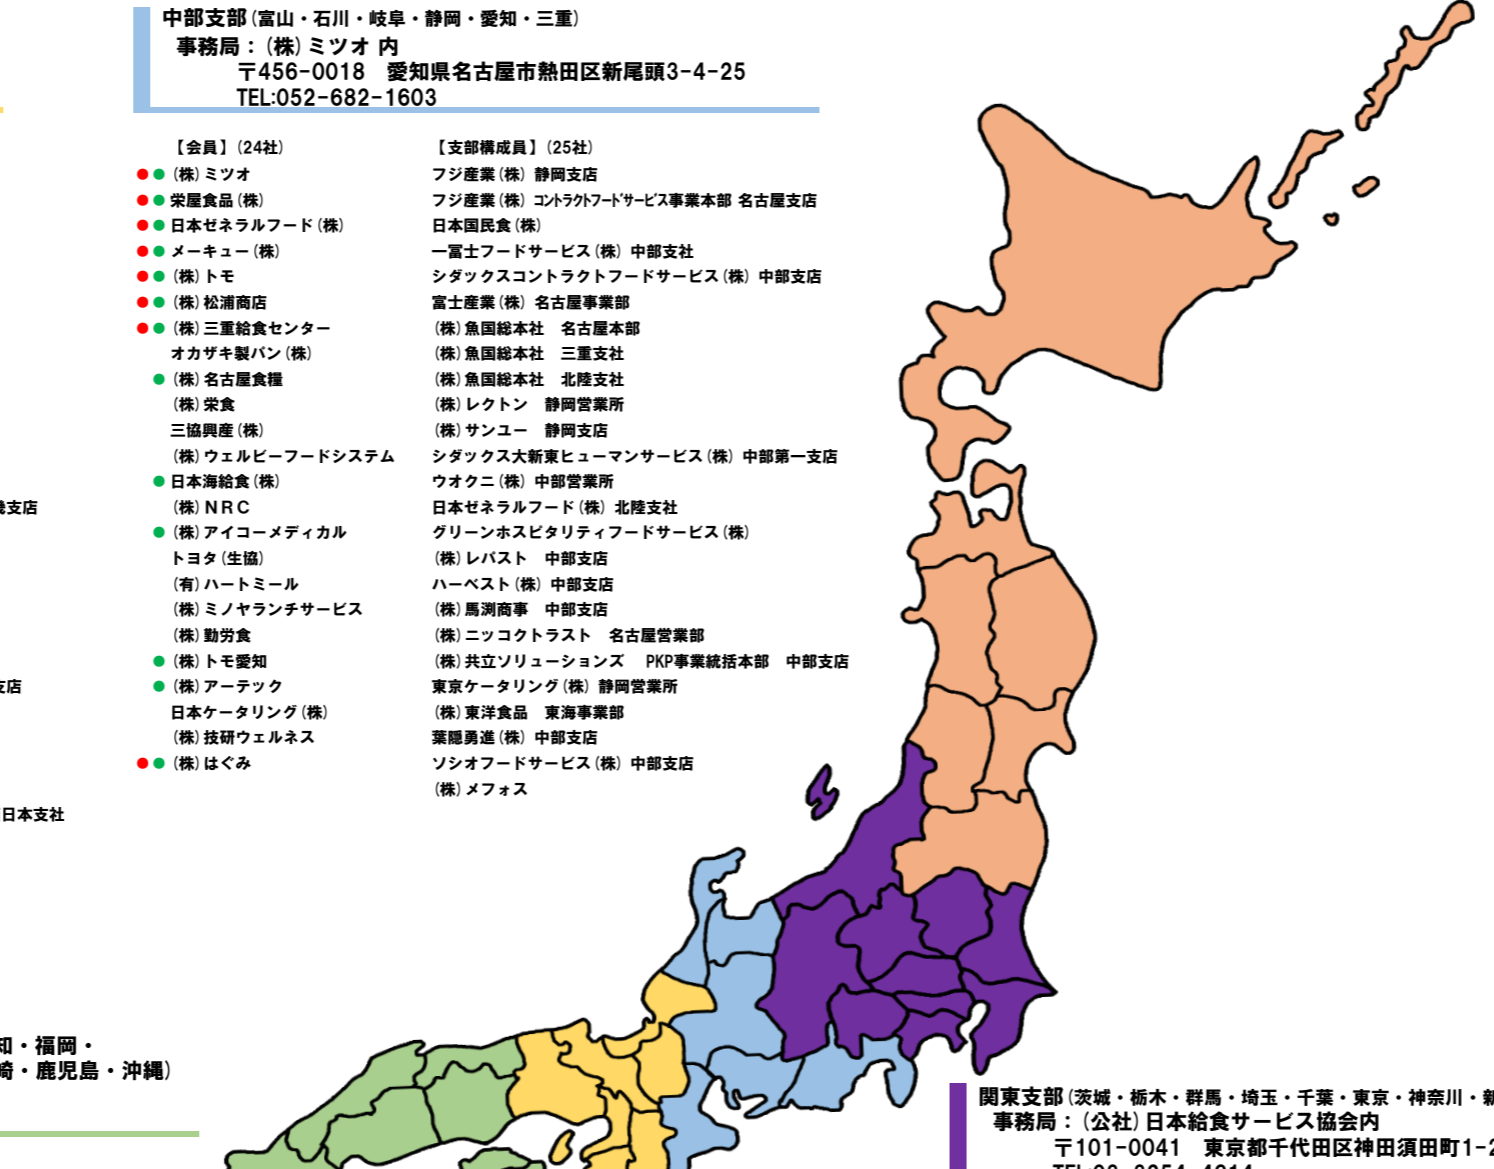 中部支部(富山・石川・岐阜・静岡・愛知・三重)
事務局：(株)ミツオ 内
〒456-0018　愛知県名古屋市熱田区新尾頭3-4-25
TEL:052-682-1603
【会員】(24社)
(株)ミツオ
栄屋食品(株)
日本ゼネラルフード(株)
メーキュー(株)
(株)トモ
(株)松浦商店
(株)三重給食センター
オカザキ製パン(株)
(株)名古屋食糧
(株)栄食
三協興産(株)
(株)ウェルビーフードシステム
日本海給食(株)
(株)ＮＲＣ
(株)アイコーメディカル
トヨタ(生協)
(有)ハートミール
(株)ミノヤランチサービス
(株)勤労食
(株)トモ愛知
(株)アーテック
日本ケータリング(株)
(株)技研ウェルネス
(株)はぐみ
【支部構成員】(25社)
フジ産業(株) 静岡支店
フジ産業(株) ｺﾝﾄﾗｸﾄﾌｰﾄﾞｻｰﾋﾞｽ事業本部 名古屋支店
日本国民食(株)
一冨士フードサービス(株) 中部支社
シダックスコントラクトフードサービス(株) 中部支店
富士産業(株) 名古屋事業部
(株)魚国総本社　名古屋本部
(株)魚国総本社　三重支社
(株)魚国総本社　北陸支社
(株)レクトン　静岡営業所
(株)サンユー　静岡支店
シダックス大新東ヒューマンサービス(株) 中部第一支店
ウオクニ(株) 中部営業所
日本ゼネラルフード(株) 北陸支社
グリーンホスピタリティフードサービス(株)
(株)レパスト　中部支店
ハーベスト(株) 中部支店
(株)馬渕商事　中部支店
(株)ニッコクトラスト　名古屋営業部
(株)共立ソリューションズ　PKP事業統括本部　中部支店
東京ケータリング(株) 静岡営業所
(株)東洋食品　東海事業部
葉隠勇進(株) 中部支店
ソシオフードサービス(株) 中部支店
(株)メフォス
支店
支店
日本支社
知・福岡・
崎・鹿児島・沖縄)
関東支部(茨城・栃木・群馬・埼玉・千葉・東京・神奈川・新
事務局：(公社)日本給食サービス協会内
〒101-0041　東京都千代田区神田須田町1-2